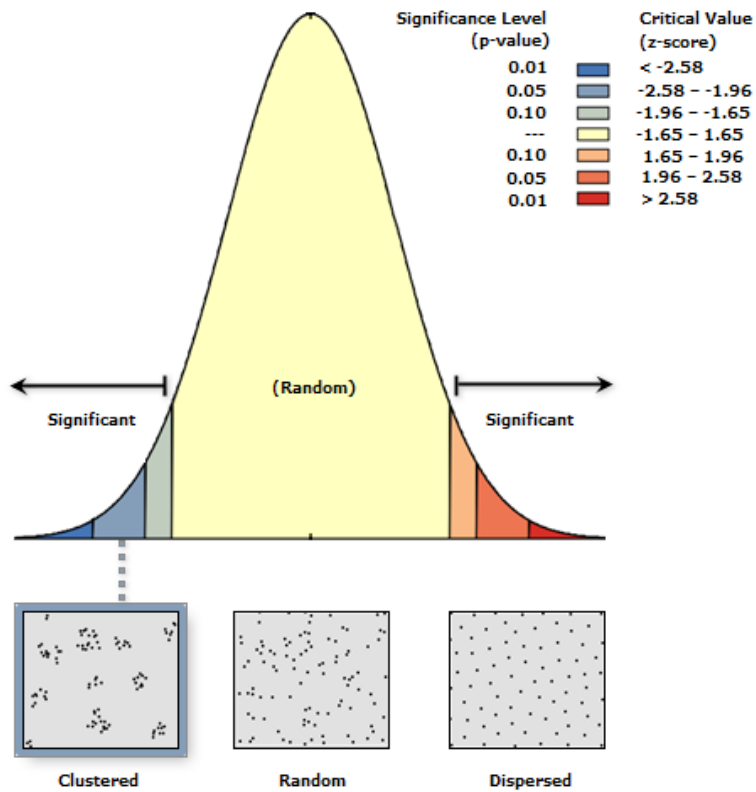 Significance Level Critical Value
(p-value) (z-score)
0.01 < -2.58
0.05 -2.58 – -1.96
0.10 -1.96 – -1.65
--- -1.65 – 1.65
0.10 1.65 – 1.96
0.05 1.96 – 2.58
0.01 > 2.58
(Random)
Significant Significant
Clustered Random Dispersed